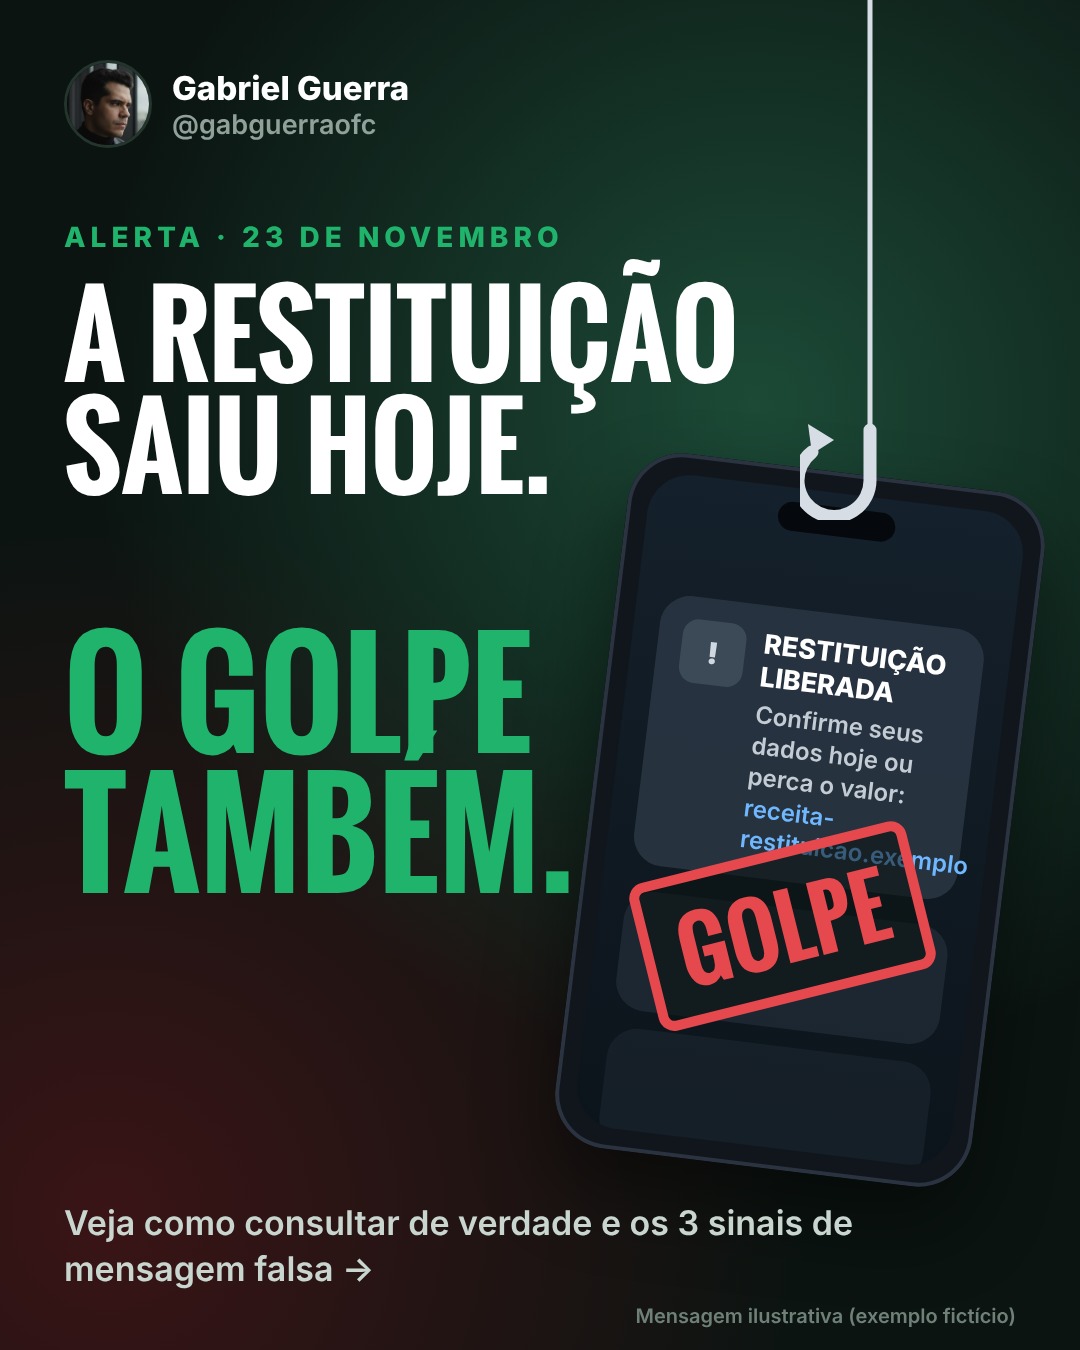 Gabriel Guerra
@gabguerraofc
ALERTA · 23 DE NOVEMBRO
A RESTITUIÇÃO
SAIU HOJE.
O GOLPE
TAMBÉM.
!
RESTITUIÇÃO
LIBERADA
Confirme seus
dados hoje ou
perca o valor:
receita-
restituicao.exemplo
GOLPE
Veja como consultar de verdade e os 3 sinais de
mensagem falsa →
Mensagem ilustrativa (exemplo fictício)